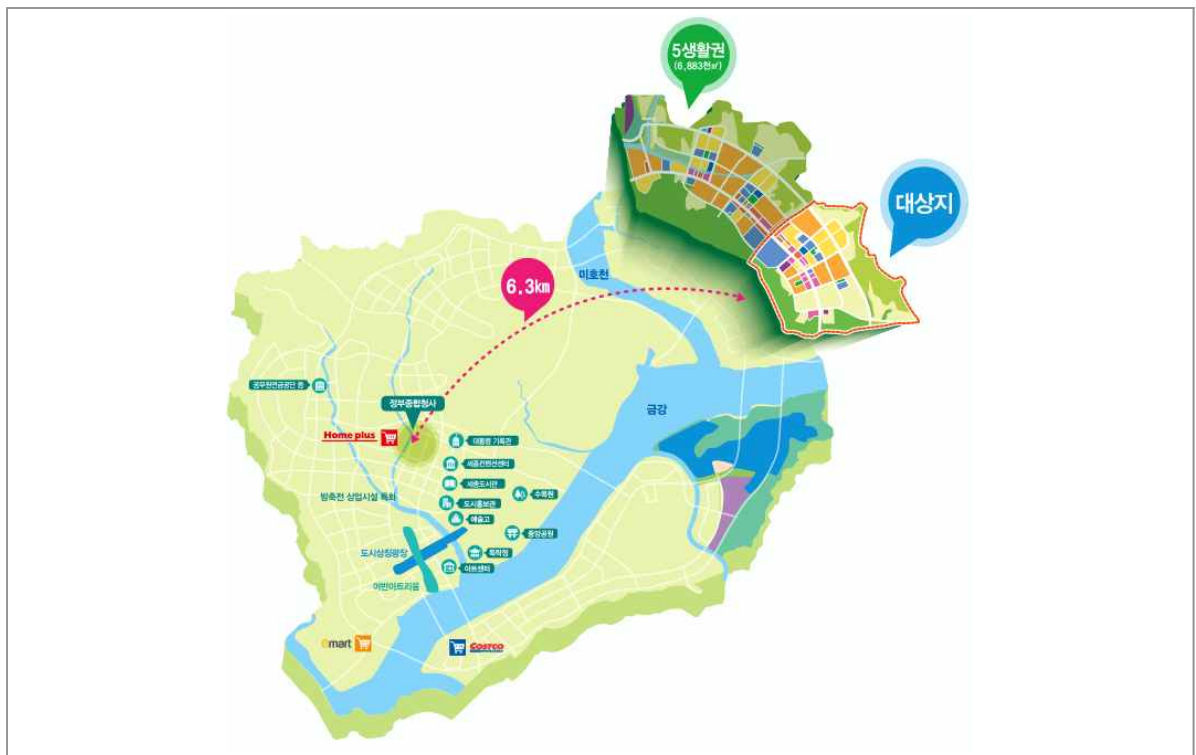 5생활권
(6,883천㎡)
대상지
미호천
6.3km
공무원연금공단 등
정부종합청사
Home plus
대통령 기록관
세종컨벤션센터
세종도서관
수목원
방축천 상업시설 특화
도시홍보관
예술고
중앙공원
도시상징광장
아트센터
어반아트리움
금강
emart
COSTCO